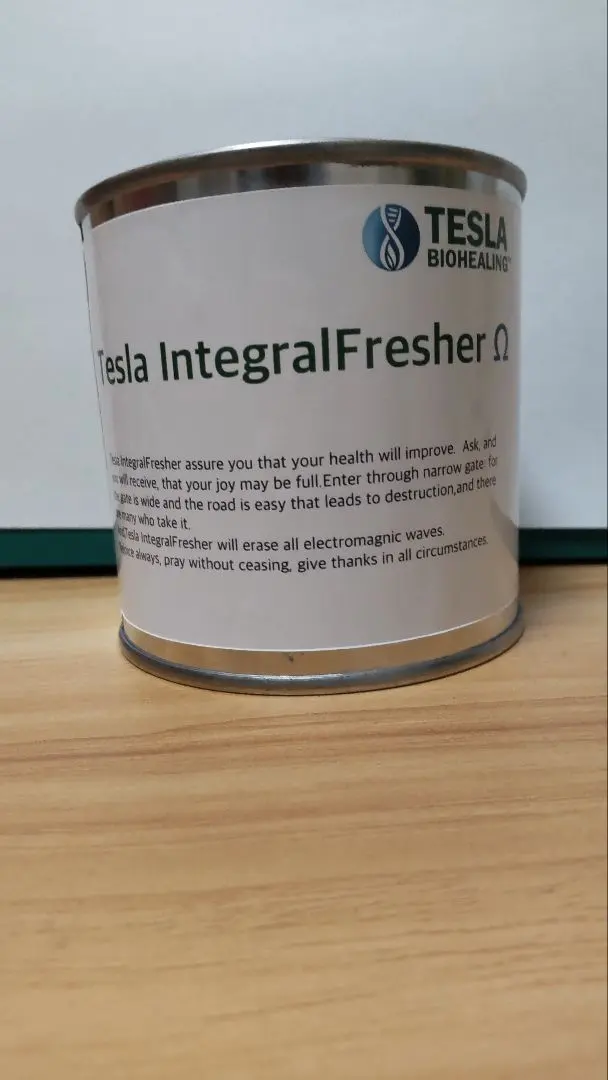 TESLA
BIOHEALING™
Tesla IntegralFresher Ω
IntegralFresher assure you that your health will improve. Ask, and
will receive, that your joy may be full.Enter through narrow gate: for
gate is wide and the road is easy that leads to destruction,and there
many who take it.
Tesla IntegralFresher will erase all electromagnic waves.
always, pray without ceasing, give thanks in all circumstances.